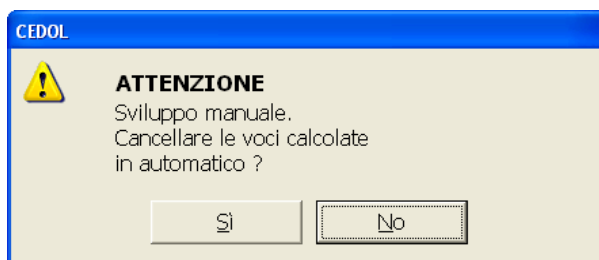 CEDOL
ATTENZIONE
Sviluppo manuale.
Cancellare le voci calcolate
in automatico ?
Sì
No